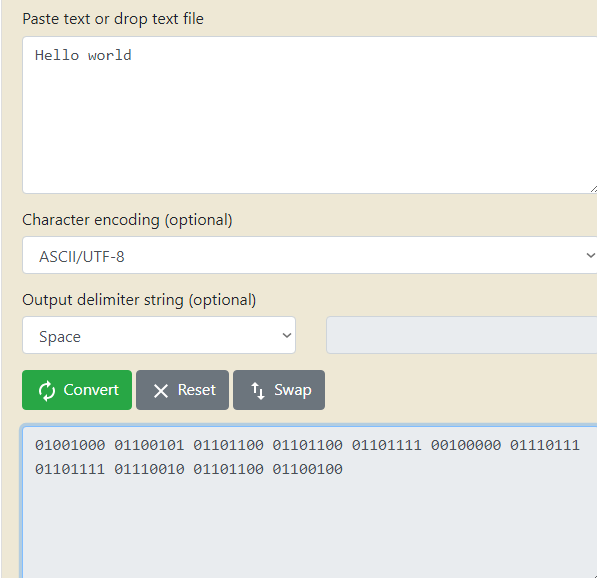 Paste text or drop text file
Hello world
Character encoding (optional)
ASCII/UTF-8
Output delimiter string (optional)
Space
Convert Reset Swap
01001000 01100101 01101100 01101100 01101111 00100000 01110111
01101111 01110010 01101100 01100100